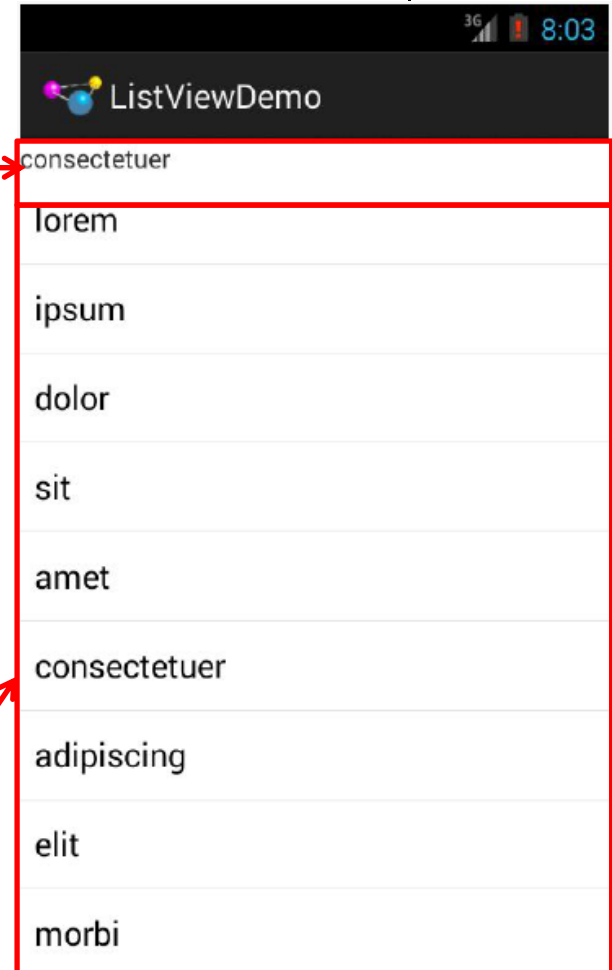 3G 8:03
ListViewDemo
consectetuer
lorem
ipsum
dolor
sit
amet
consectetuer
adipiscing
elit
morbi